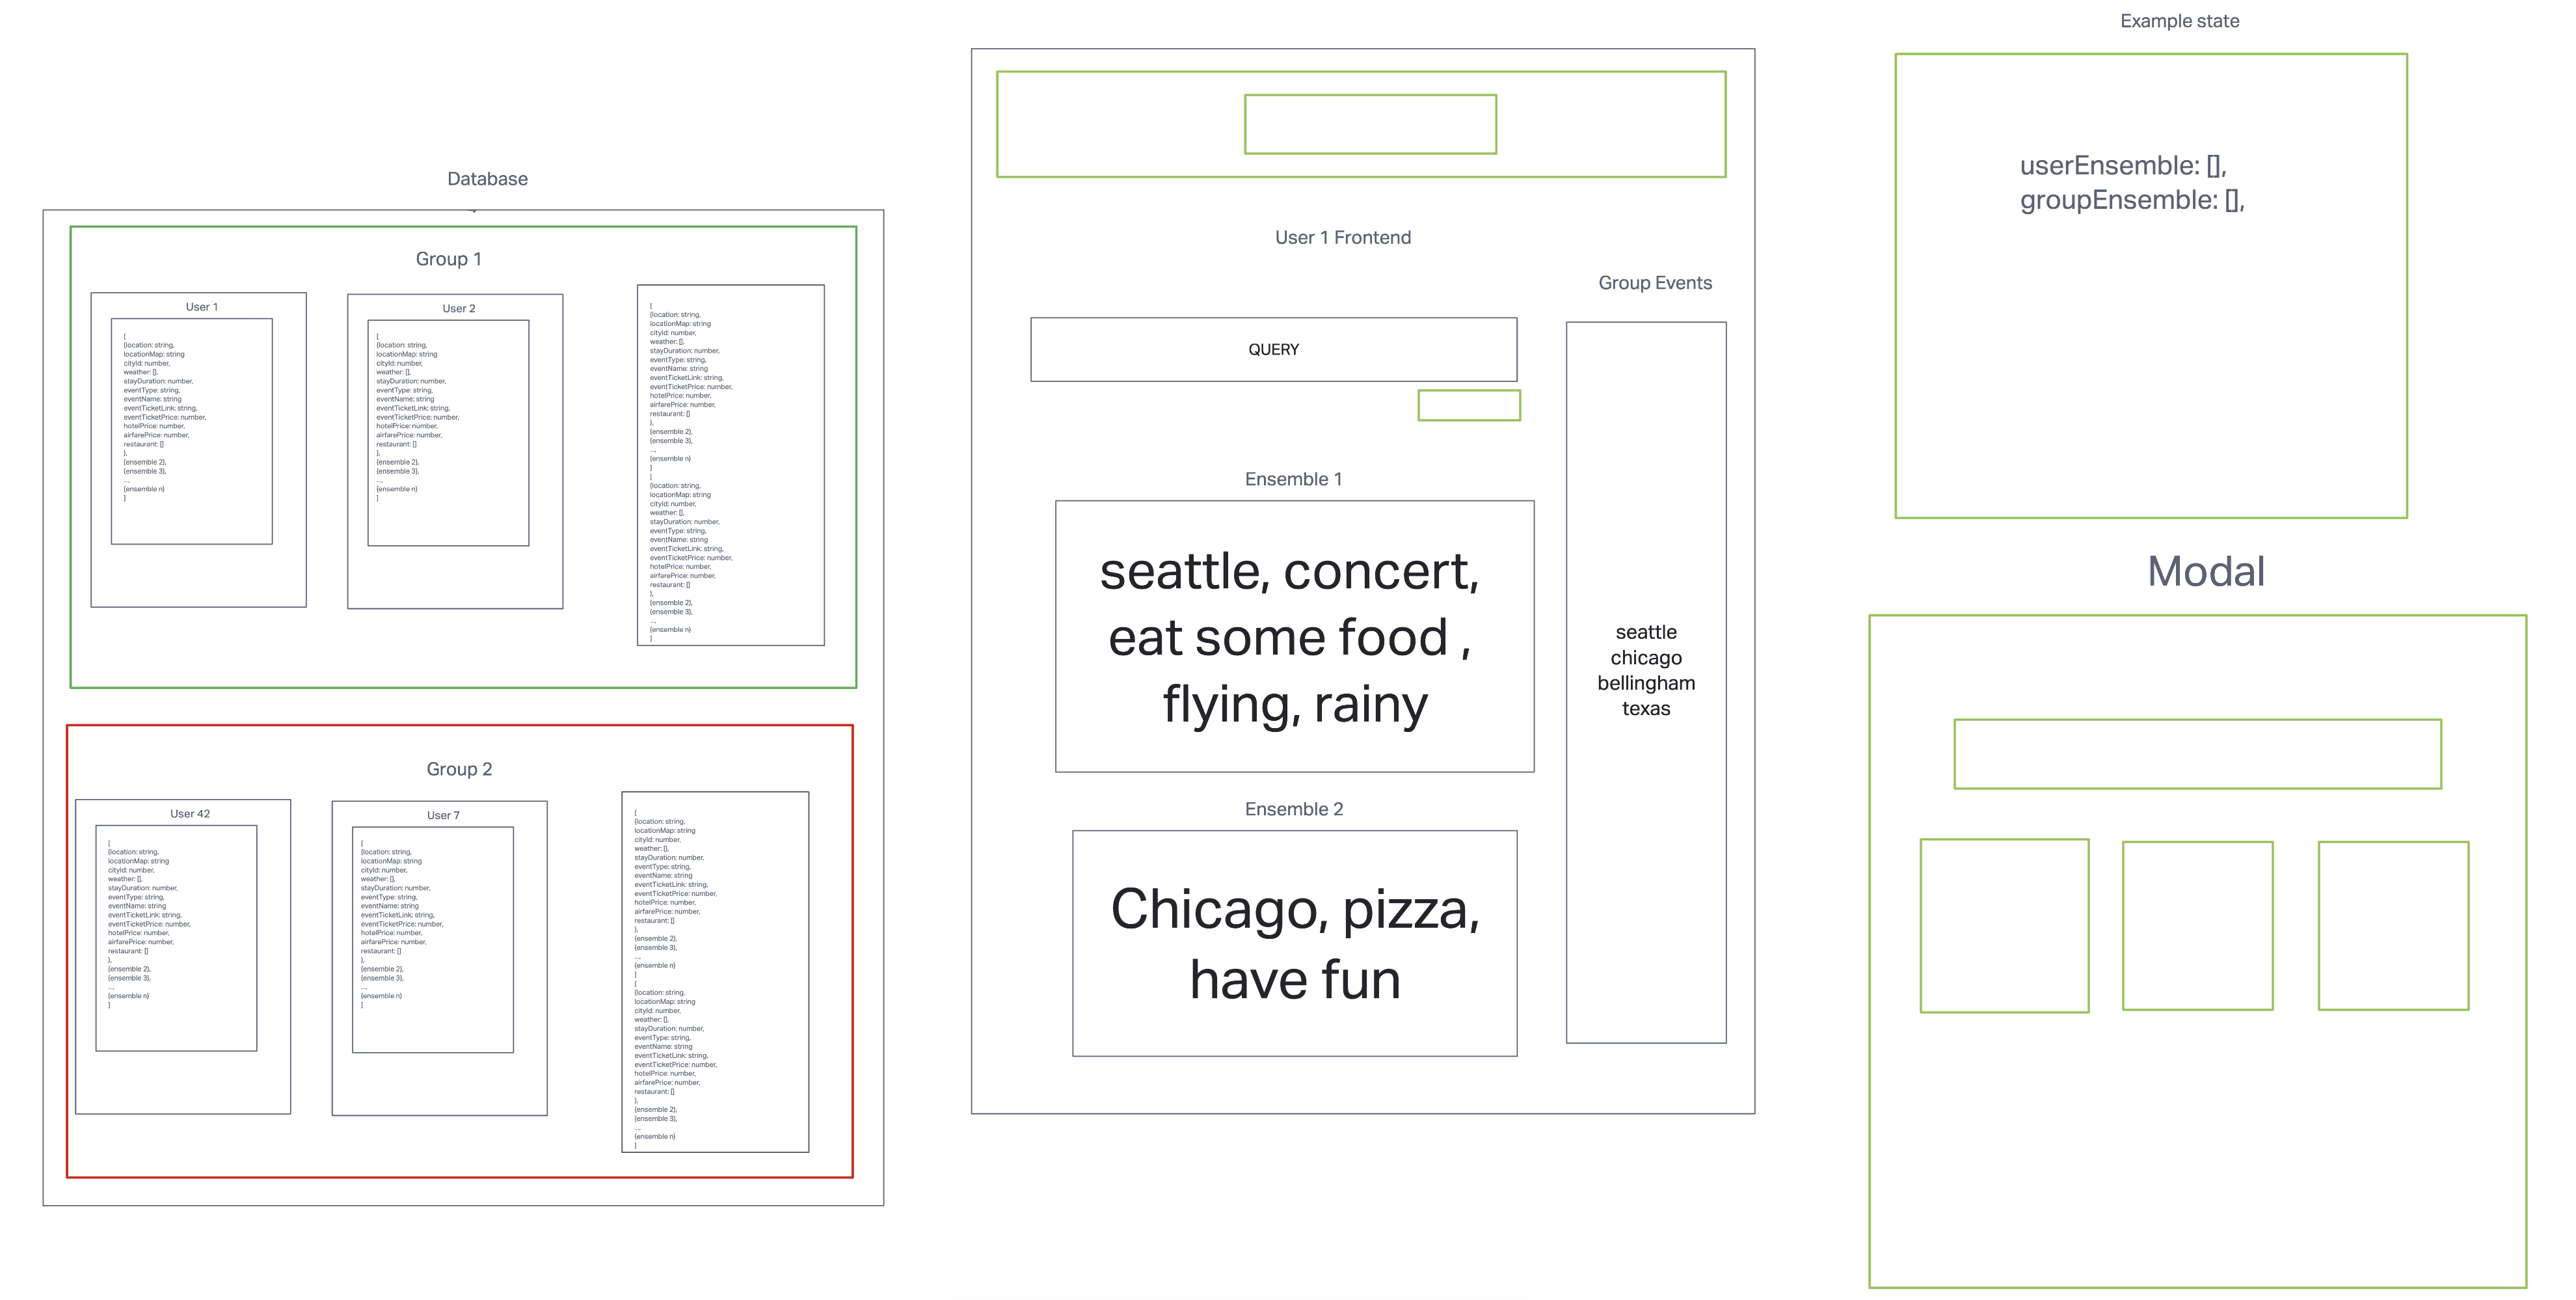 Database
Group 1
User 1
[
{location: string,
locationMap: string
cityId: number,
weather: [],
stayDuration: number,
eventType: string,
eventName: string
eventTicketLink: string,
eventTicketPrice: number,
hotelPrice: number,
airfarePrice: number,
restaurant: []
},
{ensemble 2},
{ensemble 3},
...,
{ensemble n}
]
User 2
[
{location: string,
locationMap: string
cityId: number,
weather: [],
stayDuration: number,
eventType: string,
eventName: string
eventTicketLink: string,
eventTicketPrice: number,
hotelPrice: number,
airfarePrice: number,
restaurant: []
},
{ensemble 2},
{ensemble 3},
...,
{ensemble n}
]
[
{location: string,
locationMap: string
cityId: number,
weather: [],
stayDuration: number,
eventType: string,
eventName: string
eventTicketLink: string,
eventTicketPrice: number,
hotelPrice: number,
airfarePrice: number,
restaurant: []
},
{ensemble 2},
{ensemble 3},
...,
{ensemble n}
]
[
{location: string,
locationMap: string
cityId: number,
weather: [],
stayDuration: number,
eventType: string,
eventName: string
eventTicketLink: string,
eventTicketPrice: number,
hotelPrice: number,
airfarePrice: number,
restaurant: []
},
{ensemble 2},
{ensemble 3},
...,
{ensemble n}
]
Group 2
User 42
[
{location: string,
locationMap: string
cityId: number,
weather: [],
stayDuration: number,
eventType: string,
eventName: string
eventTicketLink: string,
eventTicketPrice: number,
hotelPrice: number,
airfarePrice: number,
restaurant: []
},
{ensemble 2},
{ensemble 3},
...,
{ensemble n}
]
User 7
[
{location: string,
locationMap: string
cityId: number,
weather: [],
stayDuration: number,
eventType: string,
eventName: string
eventTicketLink: string,
eventTicketPrice: number,
hotelPrice: number,
airfarePrice: number,
restaurant: []
},
{ensemble 2},
{ensemble 3},
...,
{ensemble n}
]
[
{location: string,
locationMap: string
cityId: number,
weather: [],
stayDuration: number,
eventType: string,
eventName: string
eventTicketLink: string,
eventTicketPrice: number,
hotelPrice: number,
airfarePrice: number,
restaurant: []
},
{ensemble 2},
{ensemble 3},
...,
{ensemble n}
]
[
{location: string,
locationMap: string
cityId: number,
weather: [],
stayDuration: number,
eventType: string,
eventName: string
eventTicketLink: string,
eventTicketPrice: number,
hotelPrice: number,
airfarePrice: number,
restaurant: []
},
{ensemble 2},
{ensemble 3},
...,
{ensemble n}
]
User 1 Frontend
QUERY
Ensemble 1
seattle, concert,
eat some food ,
flying, rainy
Ensemble 2
Chicago, pizza,
have fun
Group Events
seattle
chicago
bellingham
texas
Example state
userEnsemble: [],
groupEnsemble: [],
Modal